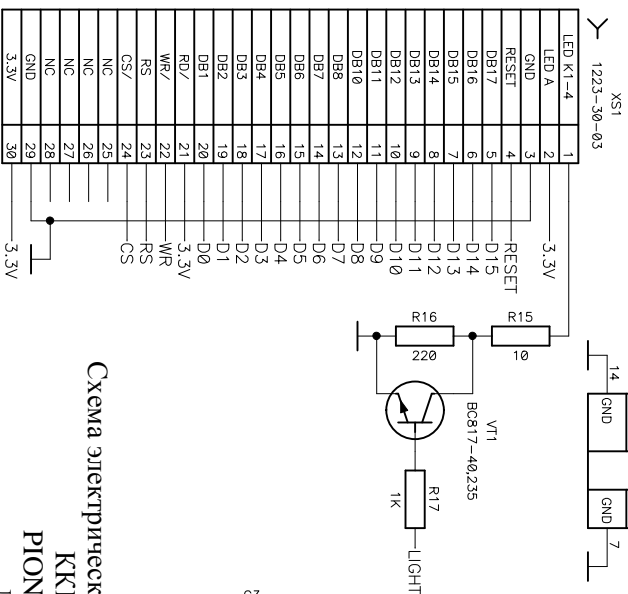 XS1
1223-30-03
LED K1-4 1
LED A 2 3.3V
GND 3
RESET 4 RESET
DB17 5 D15
DB16 6 D14
DB15 7 D13
DB14 8 D12
DB13 9 D11
DB12 10 D10
DB11 11 D9
DB10 12 D8
DB8 13 D7
DB7 14 D6
DB6 15 D5
DB5 16 D4
DB4 17 D3
DB3 18 D2
DB2 19 D1
DB1 20 D0
RD/ 21 3.3V
WR/ 22 WR
RS 23 RS
CS/ 24 CS
NC 25
NC 26
NC 27
NC 28
GND 29
3.3V 30 3.3V
R15
10
R16
220
VT1
BC817-40,235
R17
1K
LIGHT
14
GND
GND
7
Схема электрическ
PION